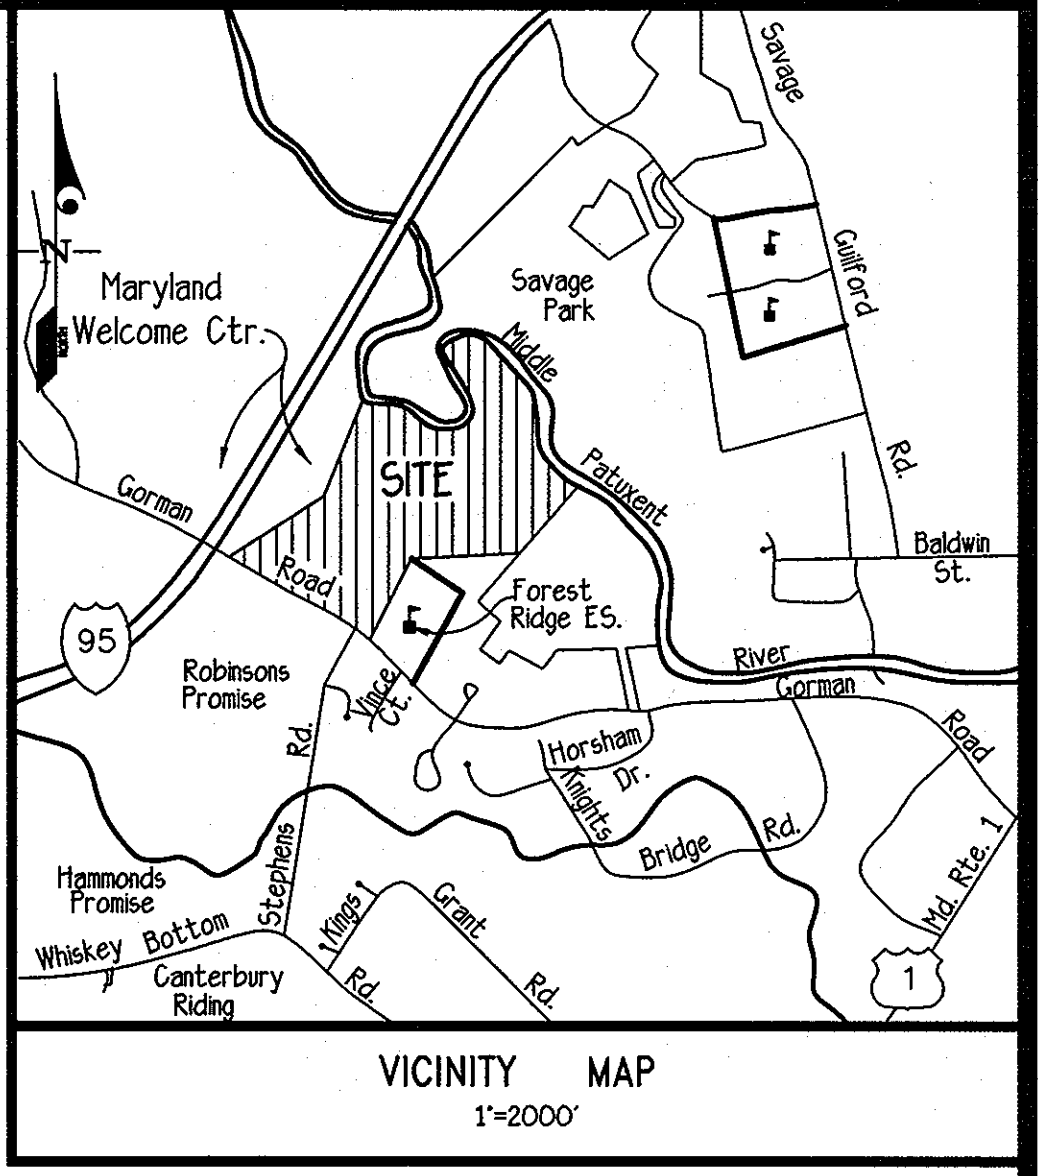 Savage
Guilford
Rd.
N
NORTH
Maryland
Welcome Ctr.
Savage
Park
Middle
Patuxent
River
SITE
Gorman
Road
Forest
Ridge ES.
Baldwin
St.
95
Robinsons
Promise
Vince
Ct.
Gorman
Road
Horsham
Dr.
Knights
Bridge
Rd.
Stephens
Rd.
Hammonds
Promise
Whiskey Bottom
Rd.
Kings
Grant
Rd.
Canterbury
Riding
Md. Rte. 1
1
VICINITY MAP
1"=2000'